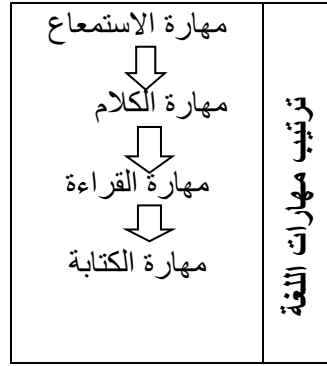 ترتيب مهارات اللغة
مهارة الاستمعاع
مهارة الكلام
مهارة القراءة
مهارة الكتابة